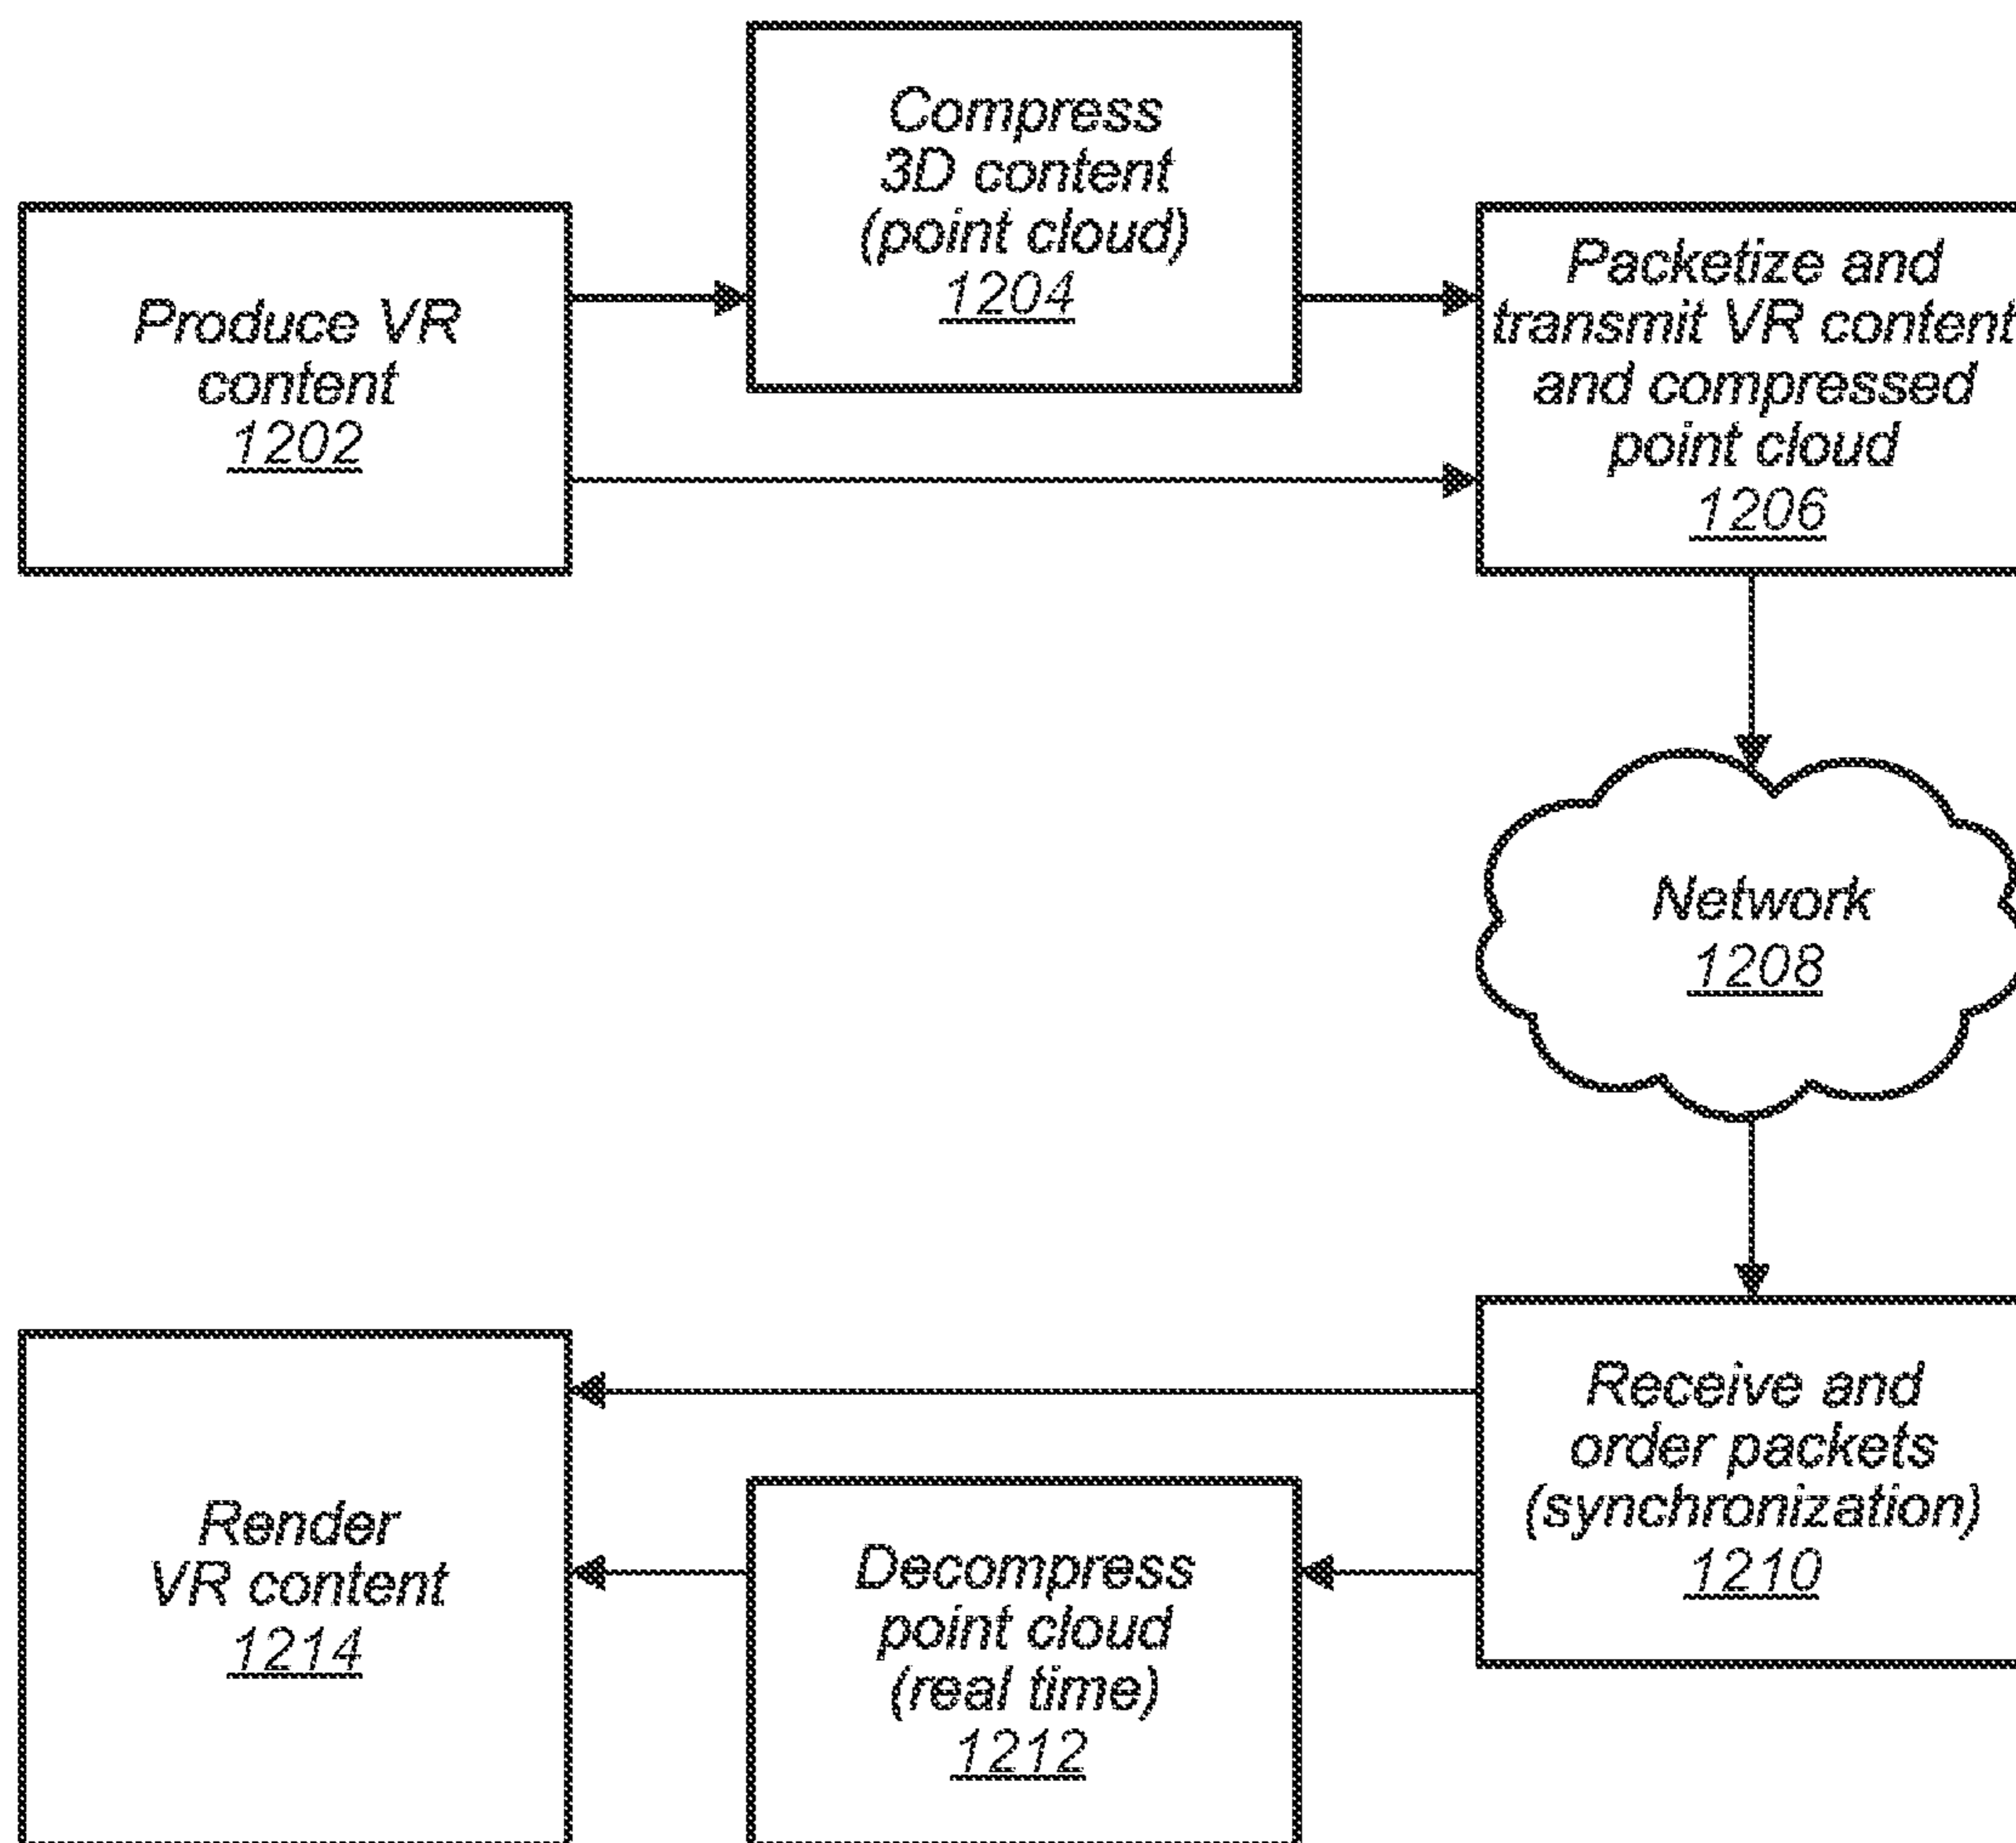 Produce VR
content
1202
Compress
3D content
(point cloud)
1204
Packetize and
transmit VR content
and compressed
point cloud
1206
Network
1208
Receive and
order packets
(synchronization)
1210
Decompress
point cloud
(real time)
1212
Render
VR content
1214